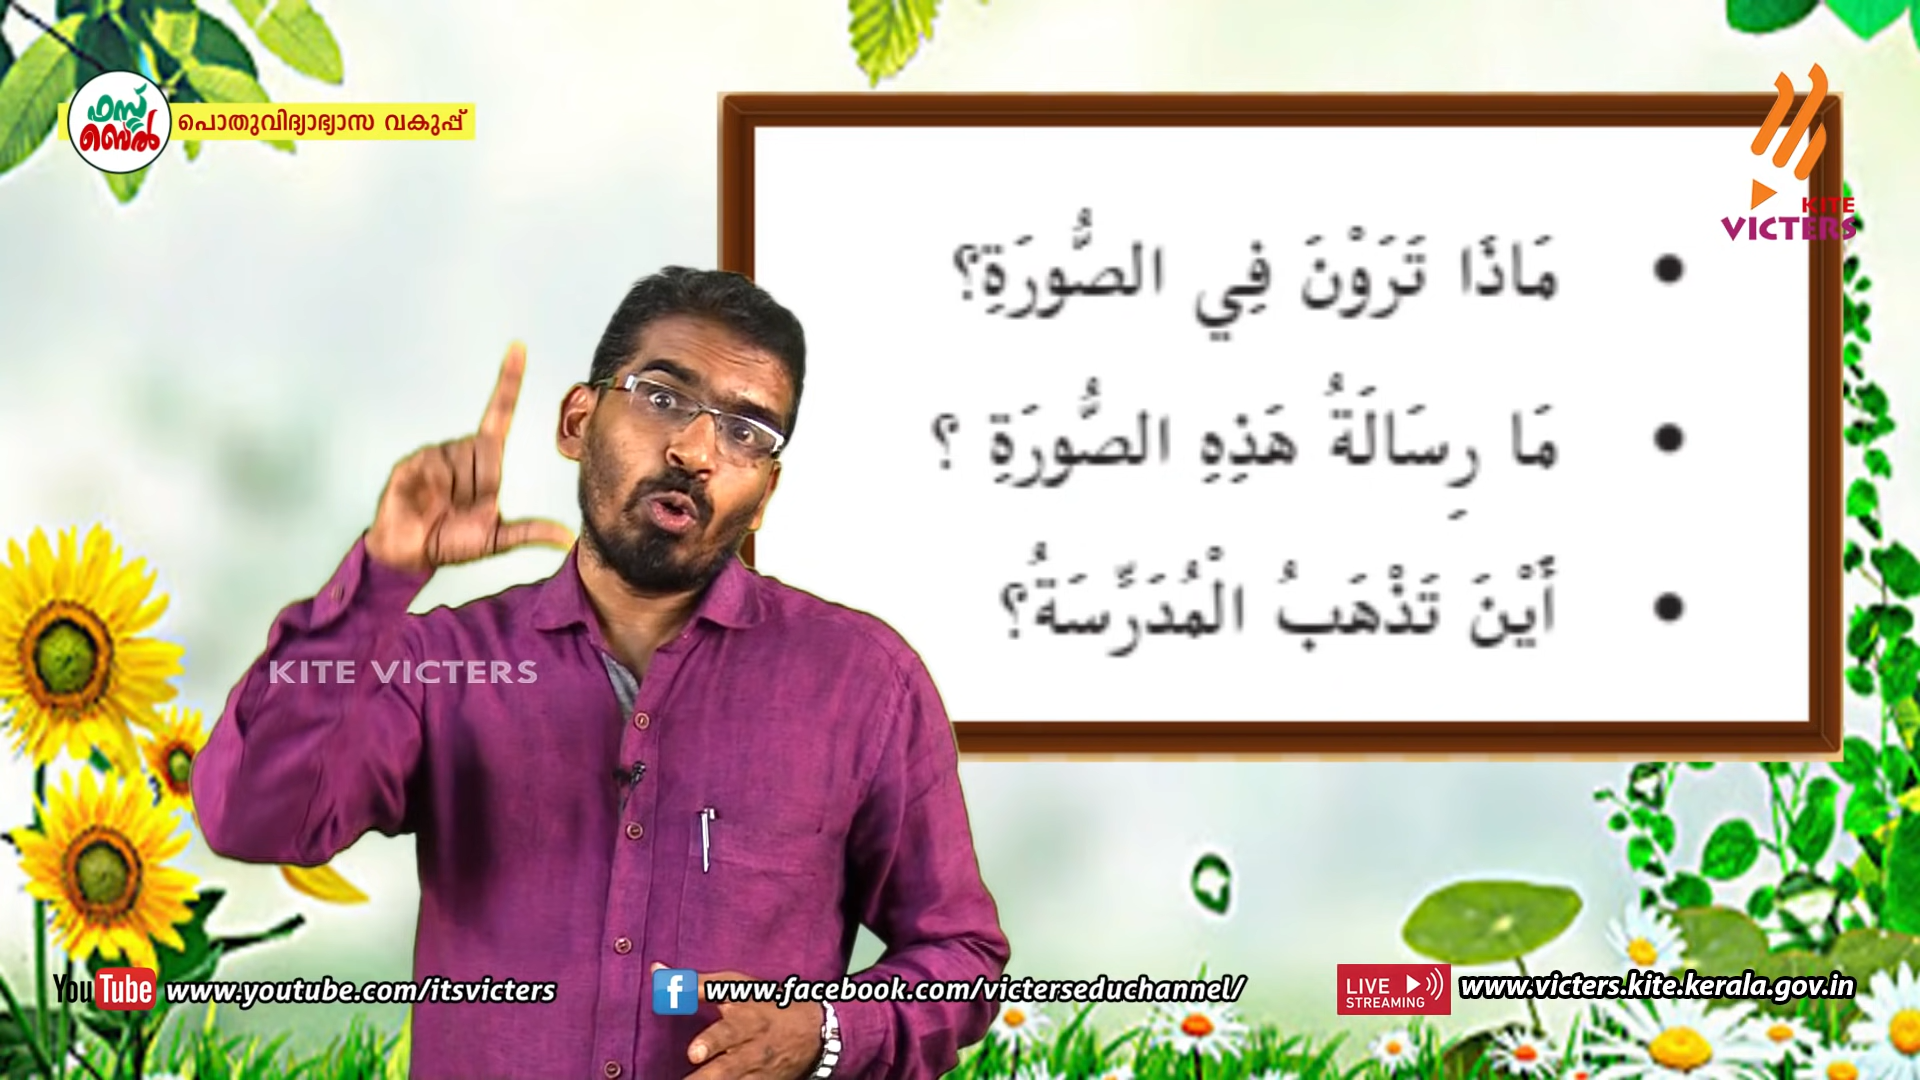 ഫസ്റ്റ്
ബെൽ
പൊതുവിദ്യാഭ്യാസ വകുപ്പ്
KITE
VICTERS
مَاذَا تَرَوْنَ فِي الصُّورَةِ؟
مَا رِسَالَةُ هَذِهِ الصُّورَةِ ؟
أَيْنَ تَذْهَبُ الْمُدَرِّسَةُ؟
KITE VICTERS
YouTube www.youtube.com/itsvicters
f www.facebook.com/victerseduchannel/
LIVE STREAMING www.victers.kite.kerala.gov.in